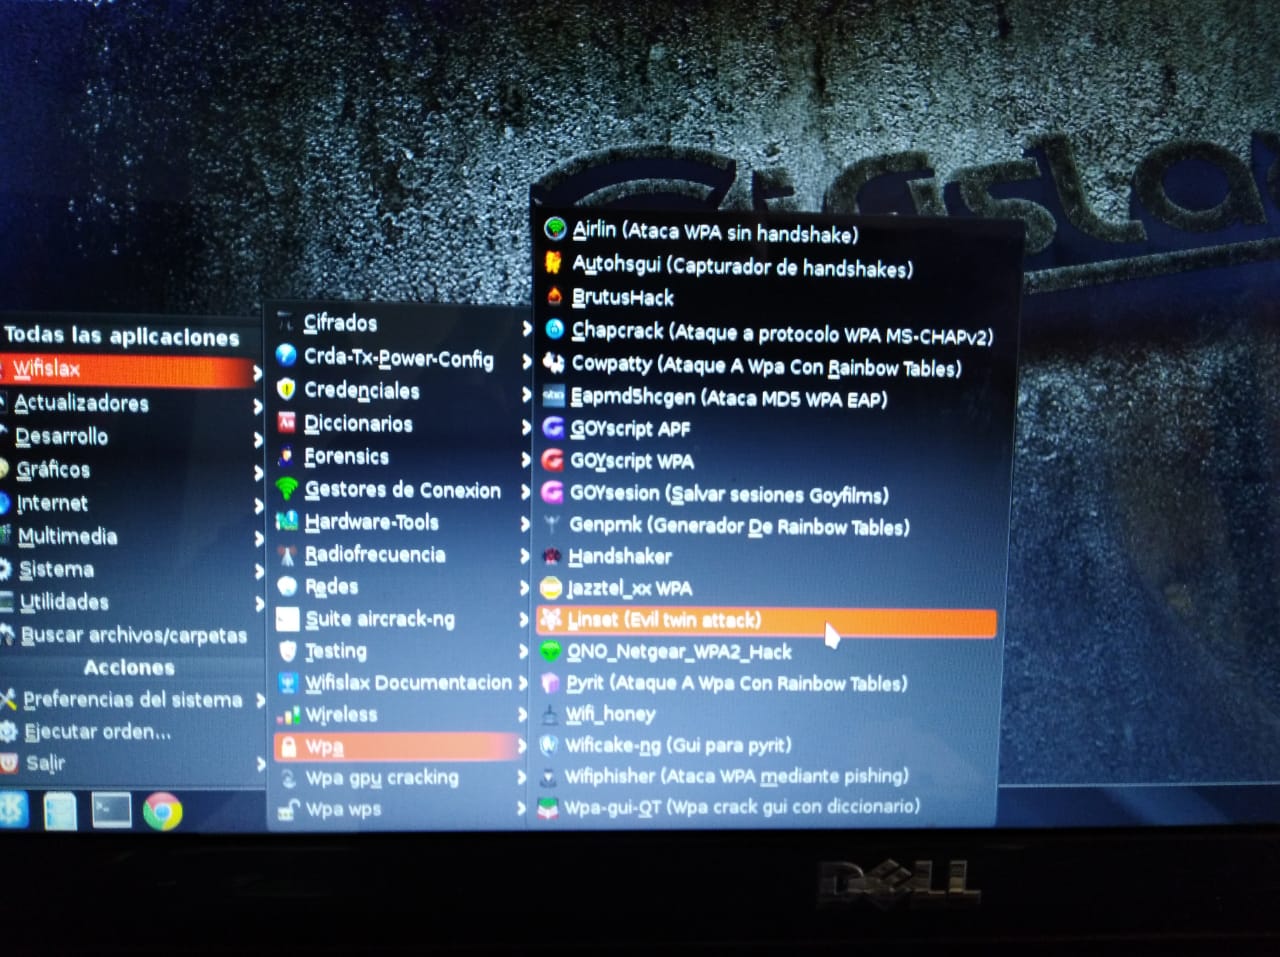 Wifislax
Todas las aplicaciones
Wifislax
Actualizadores
Desarrollo
Gráficos
Internet
Multimedia
Sistema
Utilidades
Buscar archivos/carpetas
Acciones
Preferencias del sistema
Ejecutar orden...
Salir
Cifrados
Crda-Tx-Power-Config
Credenciales
Diccionarios
Forensics
Gestores de Conexion
Hardware-Tools
Radiofrecuencia
Redes
Suite aircrack-ng
Testing
Wifislax Documentacion
Wireless
Wpa
Wpa gpu cracking
Wpa wps
Airlin (Ataca WPA sin handshake)
Autohsgui (Capturador de handshakes)
BrutusHack
Chapcrack (Ataque a protocolo WPA MS-CHAPv2)
Cowpatty (Ataque A Wpa Con Rainbow Tables)
Eapmd5hcgen (Ataca MD5 WPA EAP)
GOYscript APF
GOYscript WPA
GOYsesion (Salvar sesiones Goyfilms)
Genpmk (Generador De Rainbow Tables)
Handshaker
Jazztel_xx WPA
Linset (Evil twin attack)
ONO_Netgear_WPA2_Hack
Pyrit (Ataque A Wpa Con Rainbow Tables)
Wifi_honey
Wificake-ng (Gui para pyrit)
Wifiphisher (Ataca WPA mediante pishing)
Wpa-gui-QT (Wpa crack gui con diccionario)
DELL